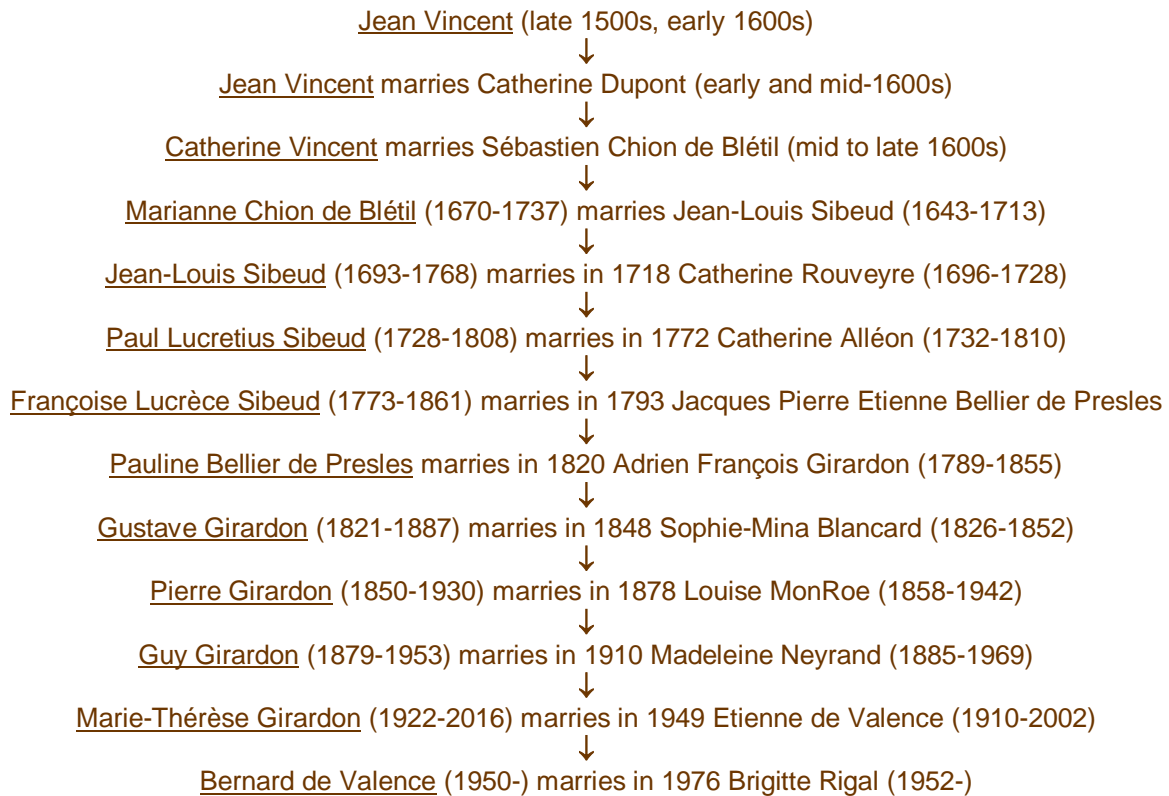 Jean Vincent (late 1500s, early 1600s)
↓
Jean Vincent marries Catherine Dupont (early and mid-1600s)
↓
Catherine Vincent marries Sébastien Chion de Blétil (mid to late 1600s)
↓
Marianne Chion de Blétil (1670-1737) marries Jean-Louis Sibeud (1643-1713)
↓
Jean-Louis Sibeud (1693-1768) marries in 1718 Catherine Rouveyre (1696-1728)
↓
Paul Lucretius Sibeud (1728-1808) marries in 1772 Catherine Alléon (1732-1810)
↓
Françoise Lucrèce Sibeud (1773-1861) marries in 1793 Jacques Pierre Etienne Bellier de Presles
↓
Pauline Bellier de Presles marries in 1820 Adrien François Girardon (1789-1855)
↓
Gustave Girardon (1821-1887) marries in 1848 Sophie-Mina Blancard (1826-1852)
↓
Pierre Girardon (1850-1930) marries in 1878 Louise MonRoe (1858-1942)
↓
Guy Girardon (1879-1953) marries in 1910 Madeleine Neyrand (1885-1969)
↓
Marie-Thérèse Girardon (1922-2016) marries in 1949 Etienne de Valence (1910-2002)
↓
Bernard de Valence (1950-) marries in 1976 Brigitte Rigal (1952-)